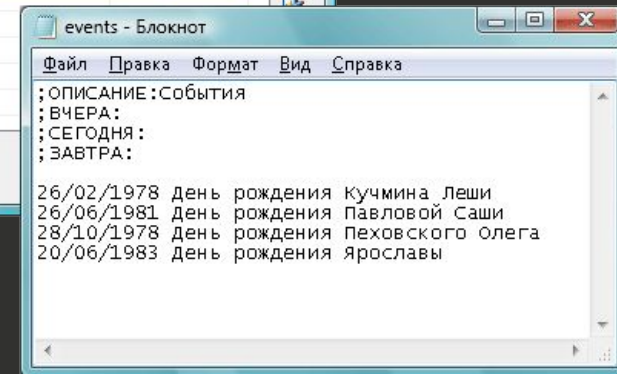 events - Блокнот
Файл Правка Формат Вид Справка
;ОПИСАНИЕ:События
;ВЧЕРА:
;СЕГОДНЯ:
;ЗАВТРА:
26/02/1978 День рождения Кучмина Леши
26/06/1981 День рождения Павловой Саши
28/10/1978 День рождения Пеховского Олега
20/06/1983 День рождения Ярославы